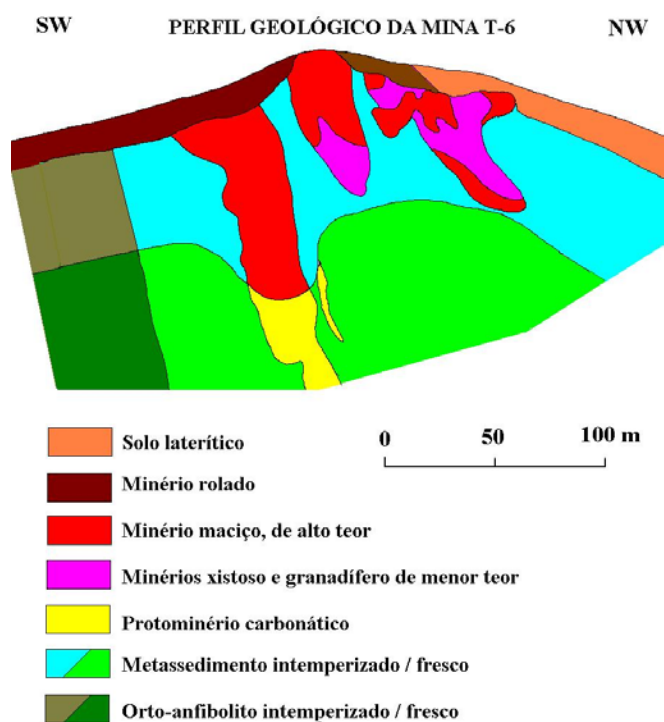 SW PERFIL GEOLÓGICO DA MINA T-6 NW
Solo laterítico
0 50 100 m
Minério rolado
Minério maciço, de alto teor
Minérios xistoso e granadífero de menor teor
Protominério carbonático
Metassedimento intemperizado / fresco
Orto-anfibolito intemperizado / fresco